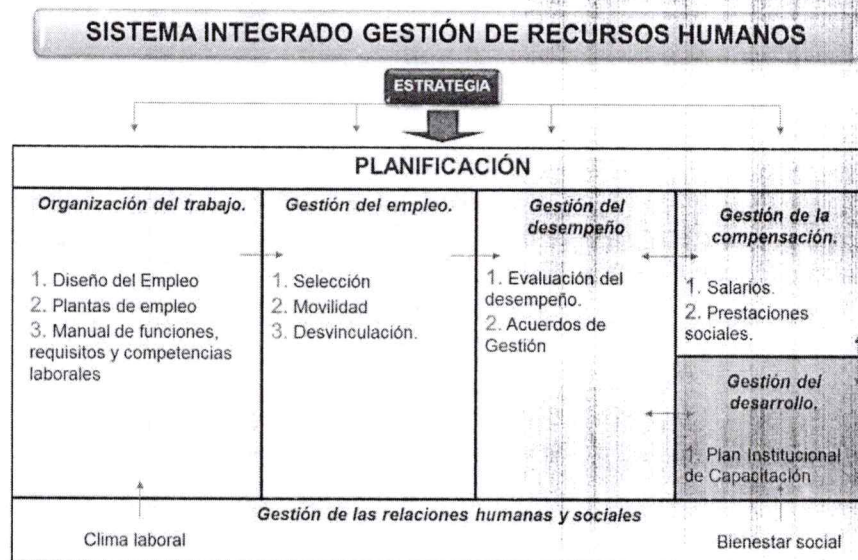 SISTEMA INTEGRADO GESTIÓN DE RECURSOS HUMANOS
ESTRATEGIA
PLANIFICACIÓN
Organización del trabajo.
1. Diseño del Empleo
2. Plantas de empleo
3. Manual de funciones,
requisitos y competencias
laborales
Gestión del empleo.
1. Selección
2. Movilidad
3. Desvinculación.
Gestión del
desempeño
1. Evaluación del
desempeño.
2. Acuerdos de
Gestión
Gestión de la
compensación.
1. Salarios.
2. Prestaciones
sociales.
Gestión del
desarrollo.
1. Plan Institucional
de Capacitación
Gestión de las relaciones humanas y sociales
Clima laboral
Bienestar social